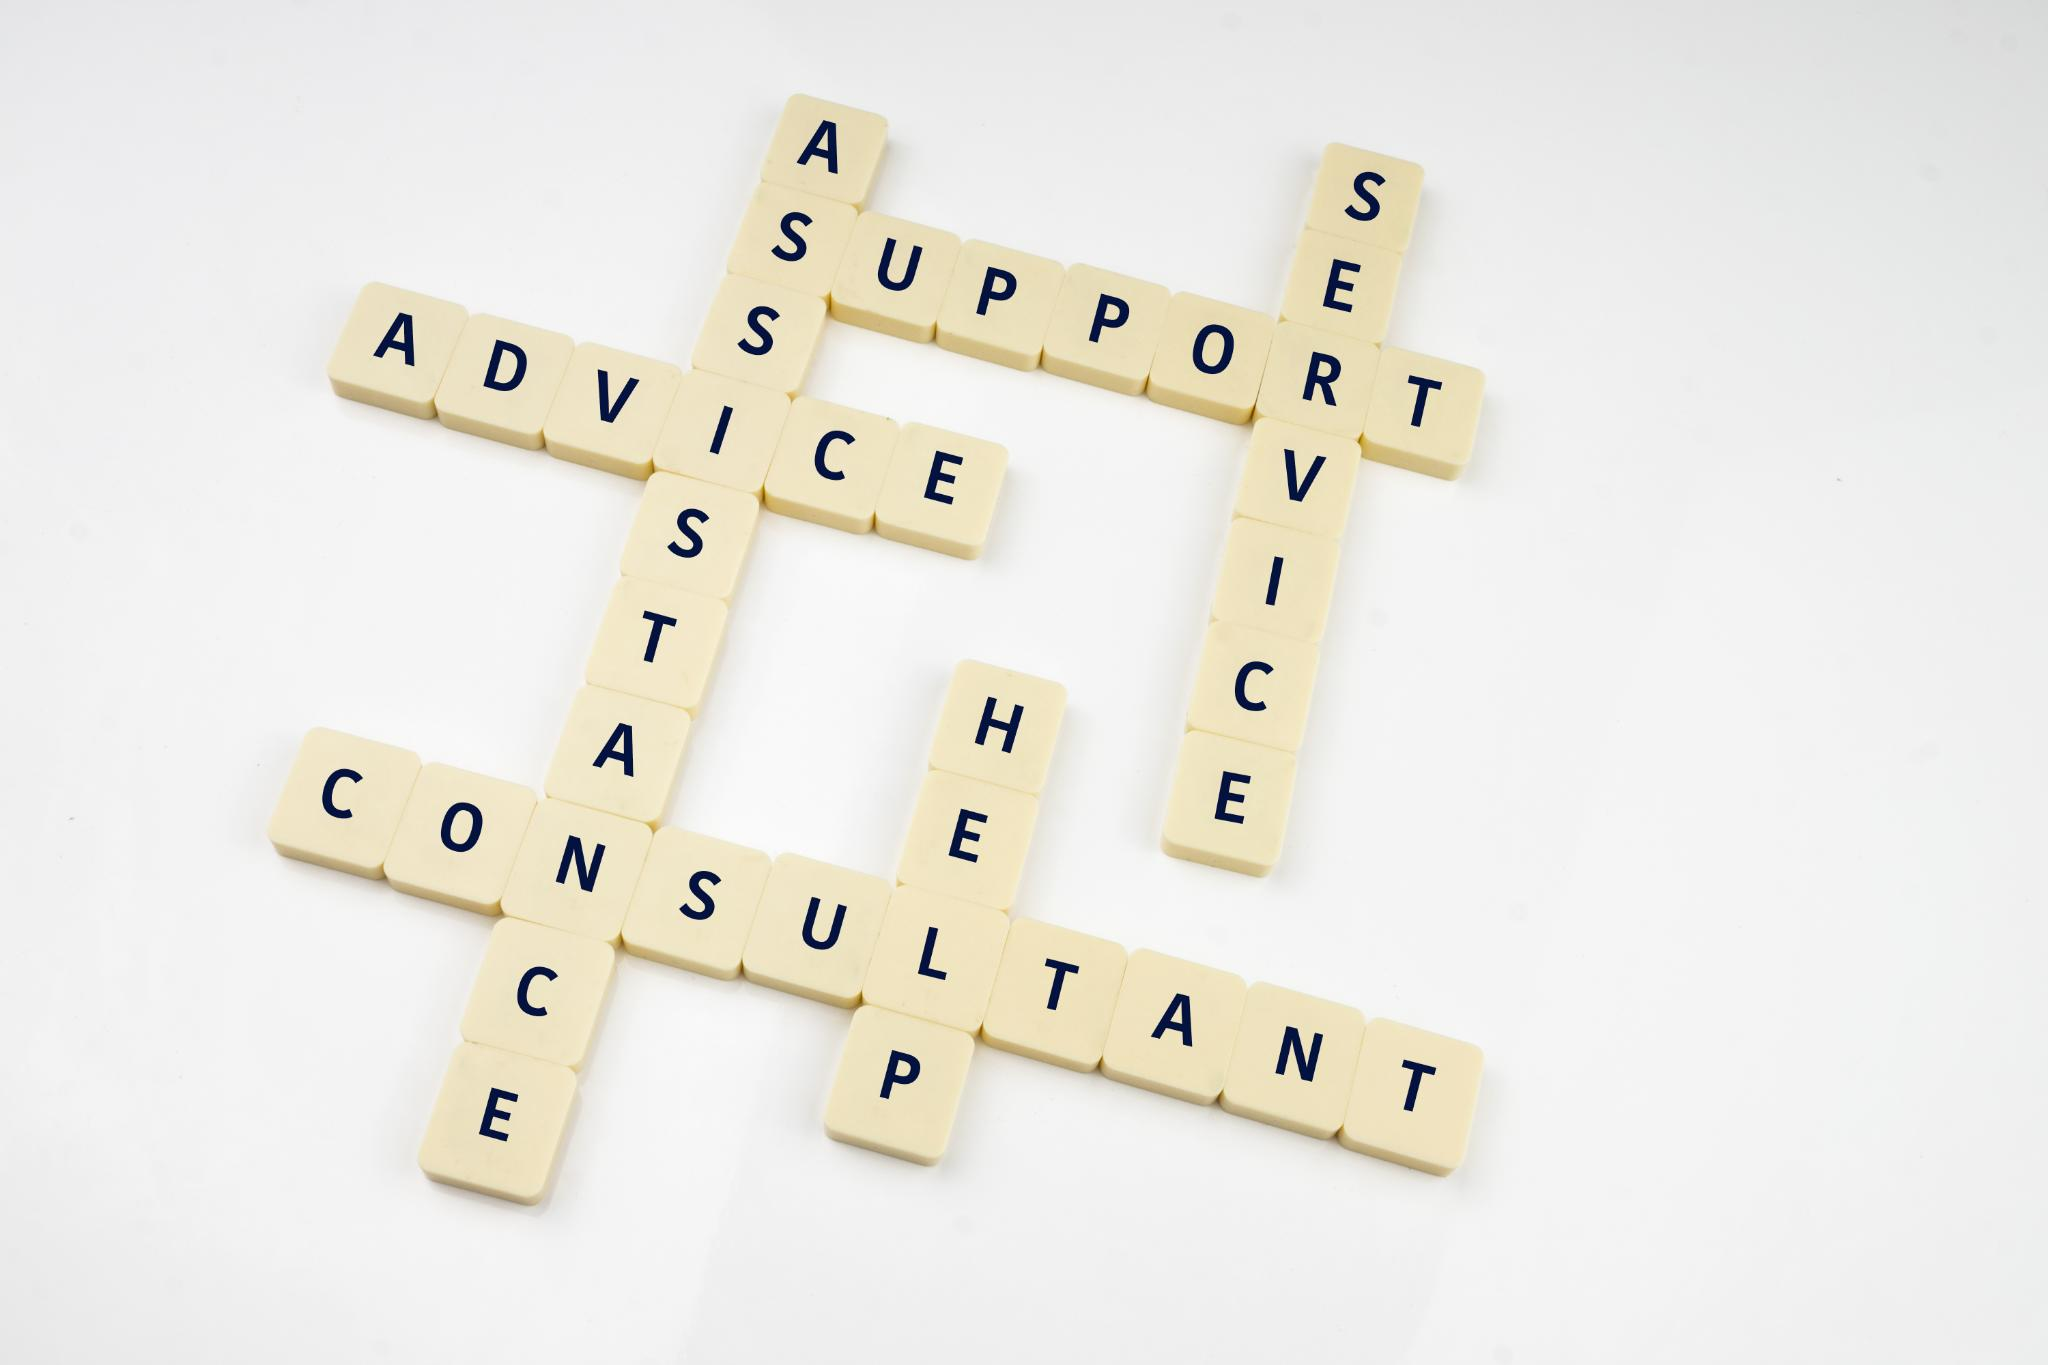 ASSISTANCE
SUPPORT
SERVICE
ADVICE
HELP
CONSULTANT